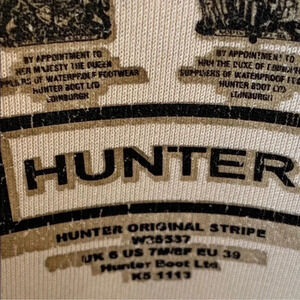 BY APPOINTMENT TO
HER MAJESTY THE QUEEN
SUPPLIERS OF WATERPROOF FOOTWEAR
HUNTER BOOT LTD
EDINBURGH
BY APPOINTMENT TO
HRH THE DUKE OF EDINBURGH
SUPPLIERS OF WATERPROOF
HUNTER BOOT LTD
EDINBURGH
HUNTER
HUNTER ORIGINAL STRIPE
UK 6 US 7M/8F EU 39
Hunter Boot Ltd
K5 1113